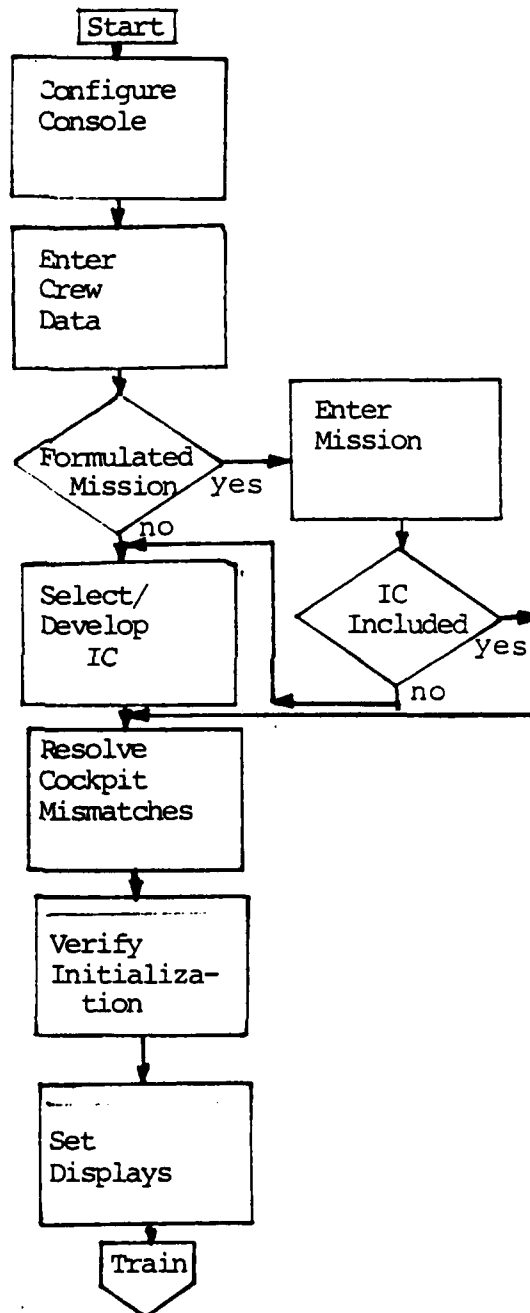 Start
Configure
Console
Enter
Crew
Data
Formulated
Mission
yes
no
Enter
Mission
IC
Included
yes
no
Select/
Develop
IC
Resolve
Cockpit
Mismatches
Verify
Initializa-
tion
Set
Displays
Train